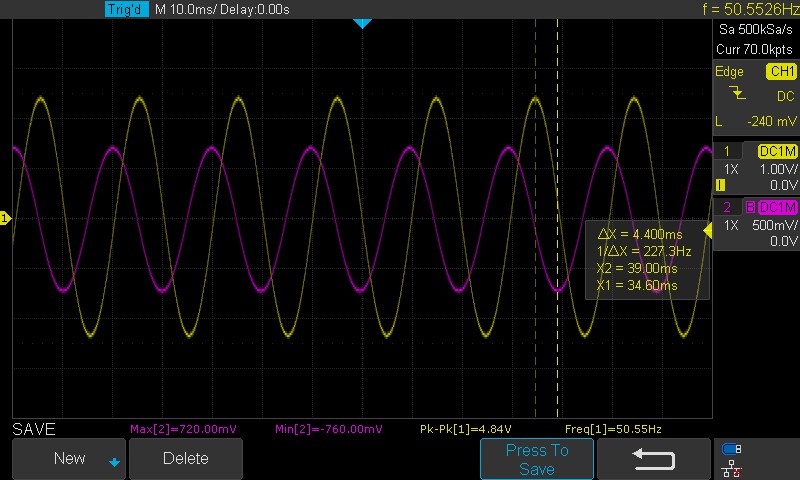 Trig'd M 10.0ms/ Delay:0.00s f = 50.5526Hz
Sa 500kSa/s
Curr 70.0kpts
Edge CH1
DC
L -240 mV
1 DC1M
1X 1.00V/
0.0V
2 B DC1M
1X 500mV/
0.0V
1
ΔX = 4.400ms
1/ΔX = 227.3Hz
X2 = 39.00ms
X1 = 34.60ms
SAVE Max[2]=720.00mV Min[2]=-760.00mV Pk-Pk[1]=4.84V Freq[1]=50.55Hz
New Delete Press To
Save